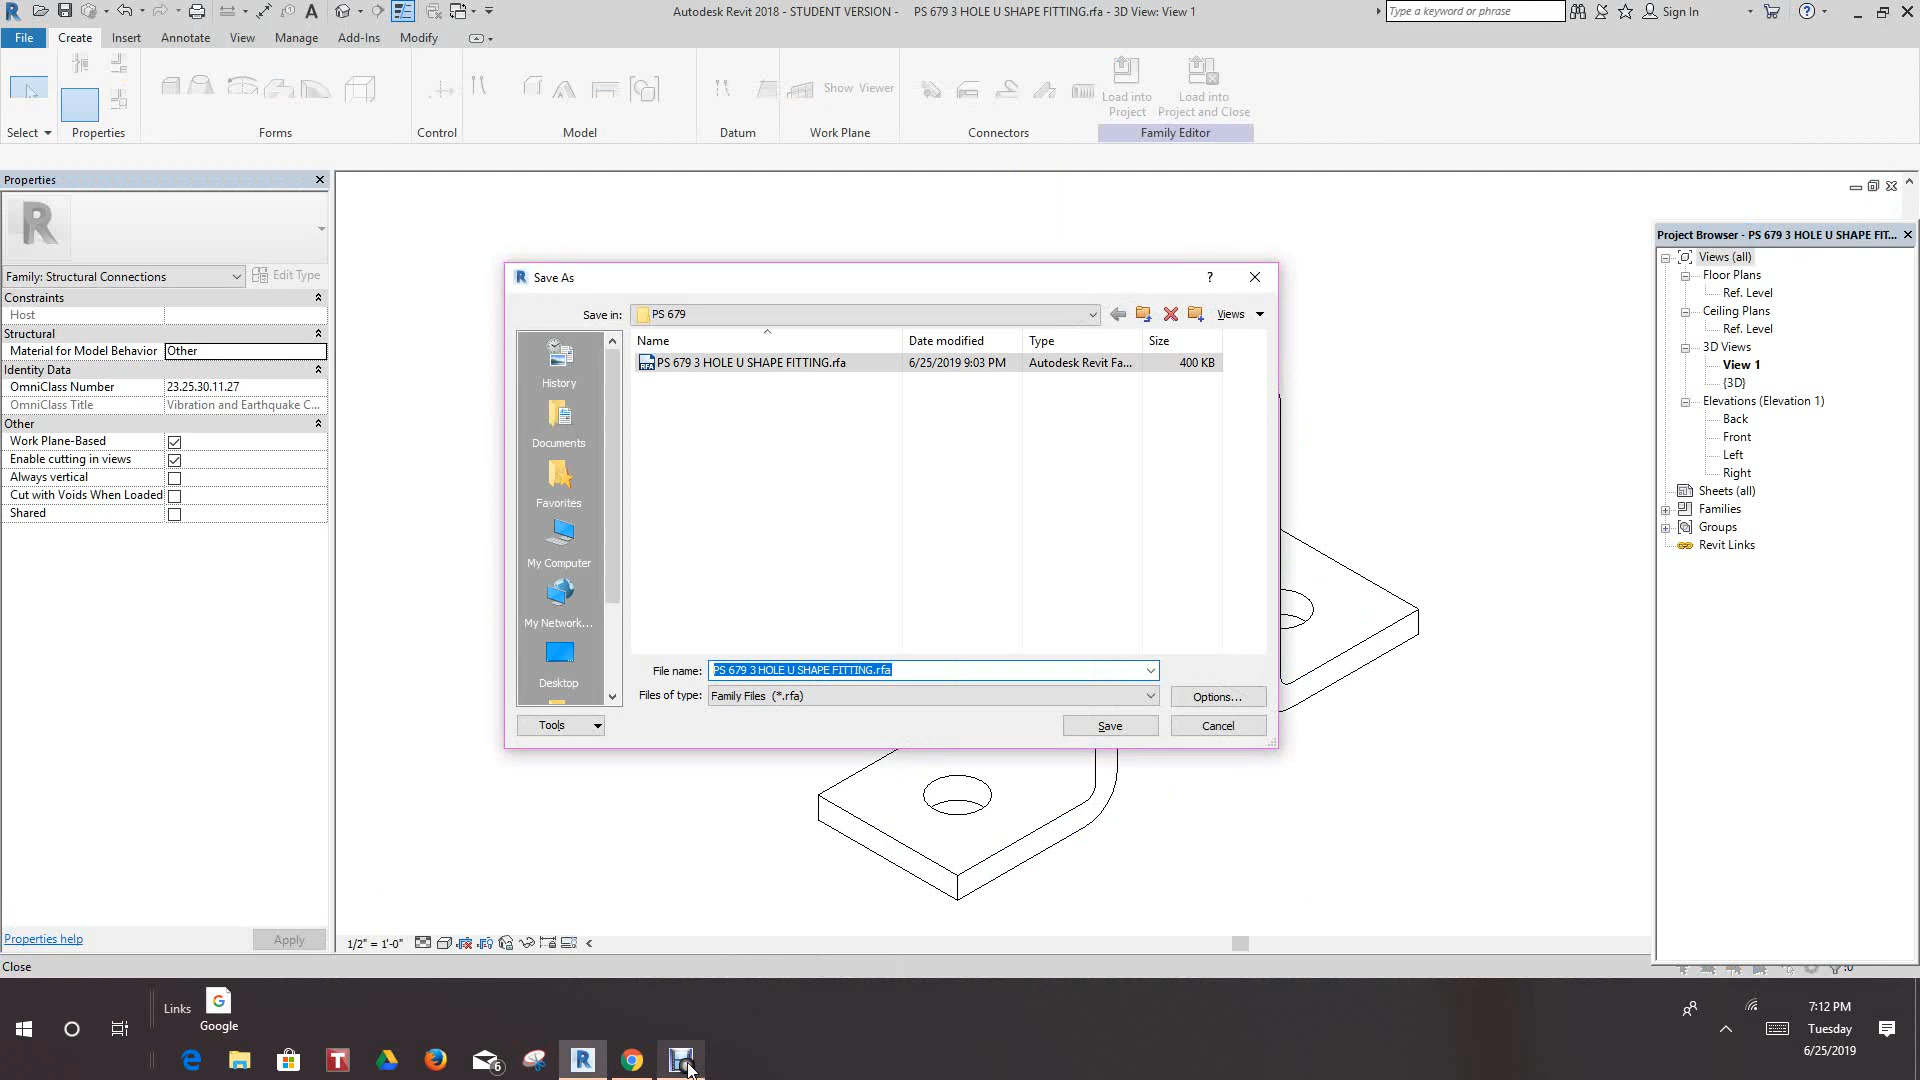 Autodesk Revit 2018 - STUDENT VERSION - PS 679 3 HOLE U SHAPE FITTING.rfa - 3D View: View 1
Type a keyword or phrase
Sign In
File Create Insert Annotate View Manage Add-Ins Modify
Show Viewer
Load into Project
Load into Project and Close
Select Properties Forms Control Model Datum Work Plane Connectors Family Editor
Properties
R
Family: Structural Connections Edit Type
Constraints
Host
Structural
Material for Model Behavior Other
Identity Data
OmniClass Number 23.25.30.11.27
OmniClass Title Vibration and Earthquake C...
Other
Work Plane-Based
Enable cutting in views
Always vertical
Cut with Voids When Loaded
Shared
Properties help Apply
Save As
Save in: PS 679 Views
Name Date modified Type Size
PS 679 3 HOLE U SHAPE FITTING.rfa 6/25/2019 9:03 PM Autodesk Revit Fa... 400 KB
History
Documents
Favorites
My Computer
My Network...
Desktop
File name: PS 679 3 HOLE U SHAPE FITTING.rfa
Files of type: Family Files (*.rfa) Options...
Tools Save Cancel
Project Browser - PS 679 3 HOLE U SHAPE FIT...
Views (all)
Floor Plans
Ref. Level
Ceiling Plans
Ref. Level
3D Views
View 1
{3D}
Elevations (Elevation 1)
Back
Front
Left
Right
Sheets (all)
Families
Groups
Revit Links
1/2" = 1'-0"
Close
:0
Links
Google
6
7:12 PM
Tuesday
6/25/2019